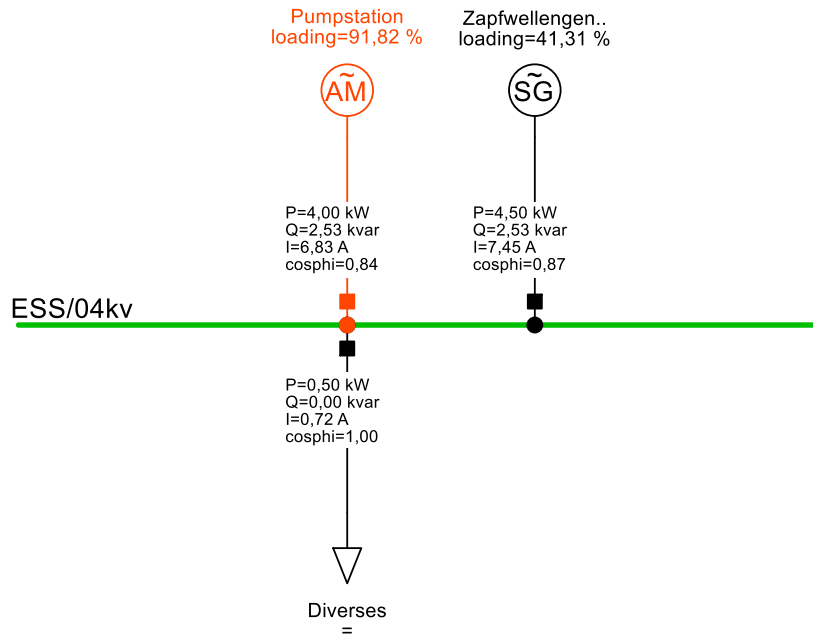 Pumpstation
loading=91,82 %
Zapfwellengen..
loading=41,31 %
AM
~
SG
~
P=4,00 kW
Q=2,53 kvar
I=6,83 A
cosphi=0,84
P=4,50 kW
Q=2,53 kvar
I=7,45 A
cosphi=0,87
ESS/04kv
P=0,50 kW
Q=0,00 kvar
I=0,72 A
cosphi=1,00
Diverses
=